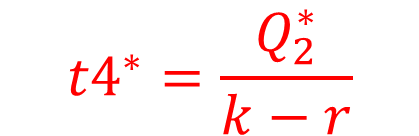 t4* = Q₂* / (k − r)